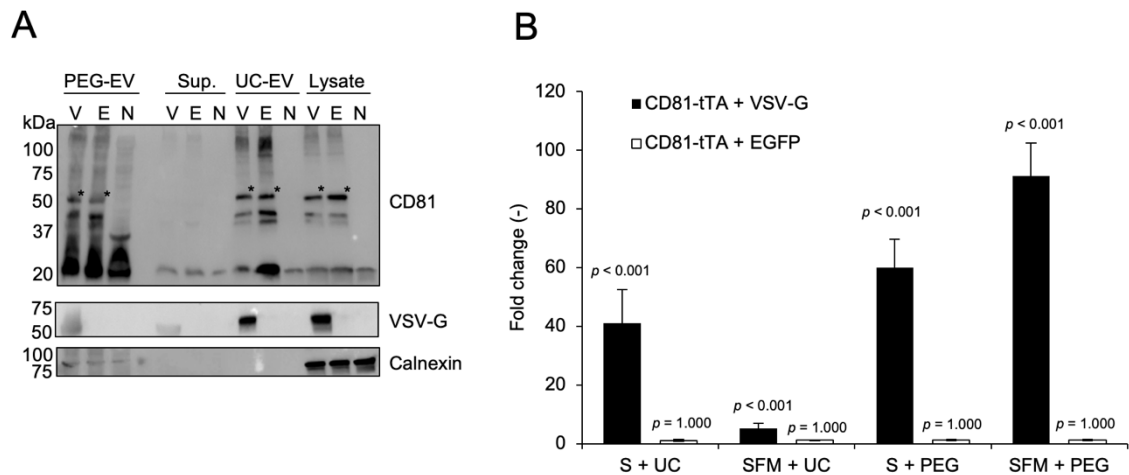 A
PEG-EV Sup. UC-EV Lysate
V E N V E N V E N V E N
kDa
100
75
50
37
20
* * * * * *
CD81
75
50
VSV-G
100
75
Calnexin
B
Fold change (-)
120
100
80
60
40
20
0
CD81-tTA + VSV-G
CD81-tTA + EGFP
p < 0.001
p = 1.000
p < 0.001
p = 1.000
p < 0.001
p = 1.000
p < 0.001
p = 1.000
S + UC SFM + UC S + PEG SFM + PEG